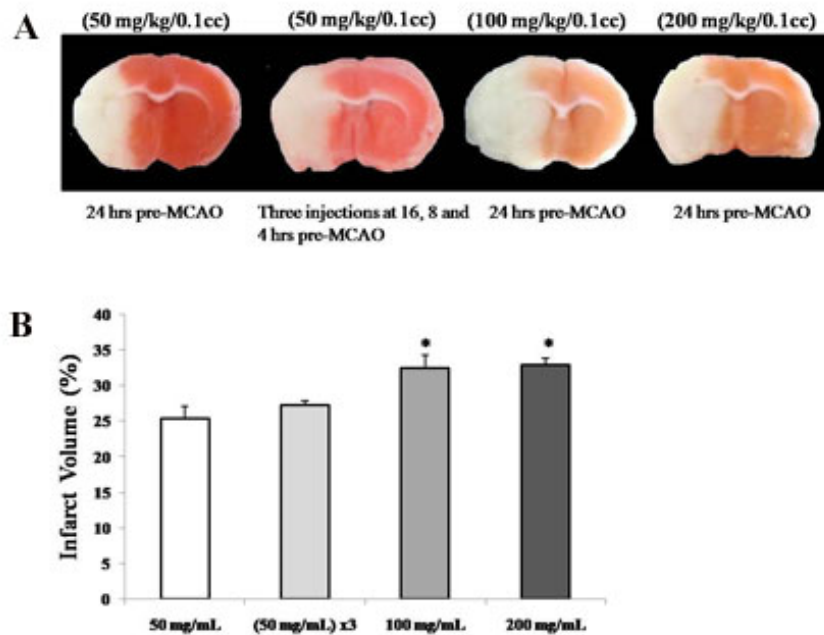 A
(50 mg/kg/0.1cc) (50 mg/kg/0.1cc) (100 mg/kg/0.1cc) (200 mg/kg/0.1cc)
24 hrs pre-MCAO Three injections at 16, 8 and 24 hrs pre-MCAO 24 hrs pre-MCAO
4 hrs pre-MCAO
B
Infarct Volume (%)
40
35
30
25
20
15
10
5
0
* *
50 mg/mL (50 mg/mL) x3 100 mg/mL 200 mg/mL